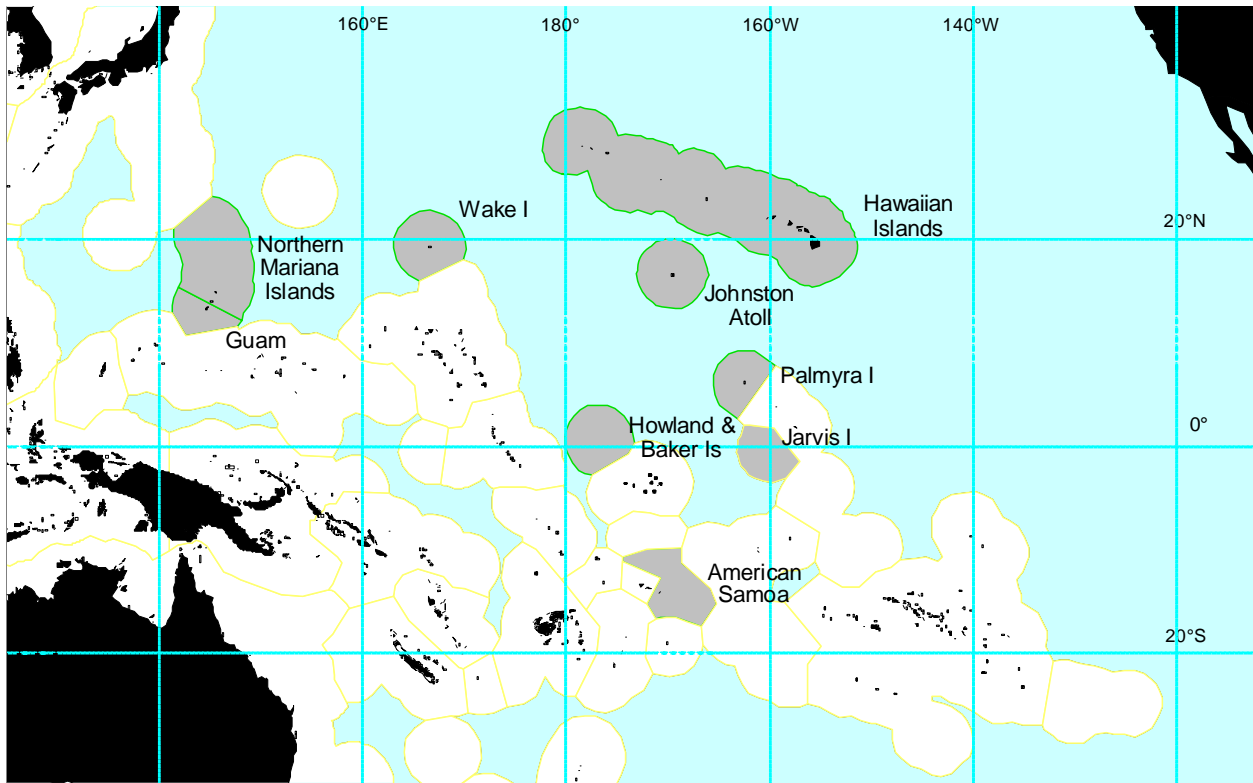 160°E
180°
160°W
140°W
Wake I
Hawaiian
Islands
20°N
Northern
Mariana
Islands
Johnston
Atoll
Guam
Palmyra I
Howland &
Baker Is
Jarvis I
0°
American
Samoa
20°S